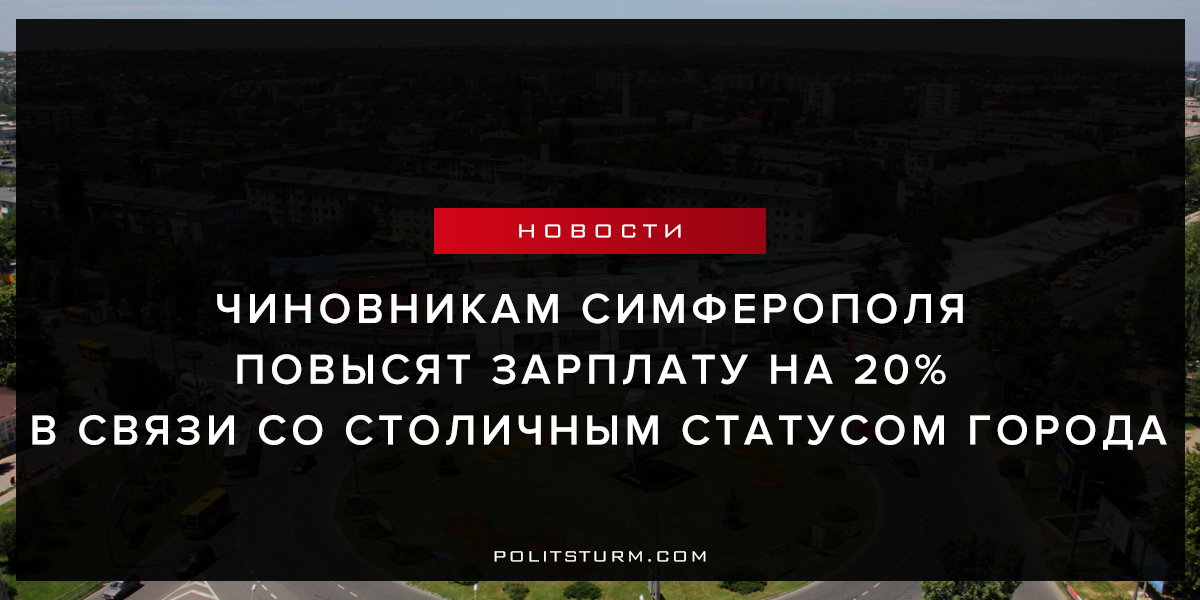 НОВОСТИ
ЧИНОВНИКАМ СИМФЕРОПОЛЯ
ПОВЫСЯТ ЗАРПЛАТУ НА 20%
В СВЯЗИ СО СТОЛИЧНЫМ СТАТУСОМ ГОРОДА
POLITSTURM.COM